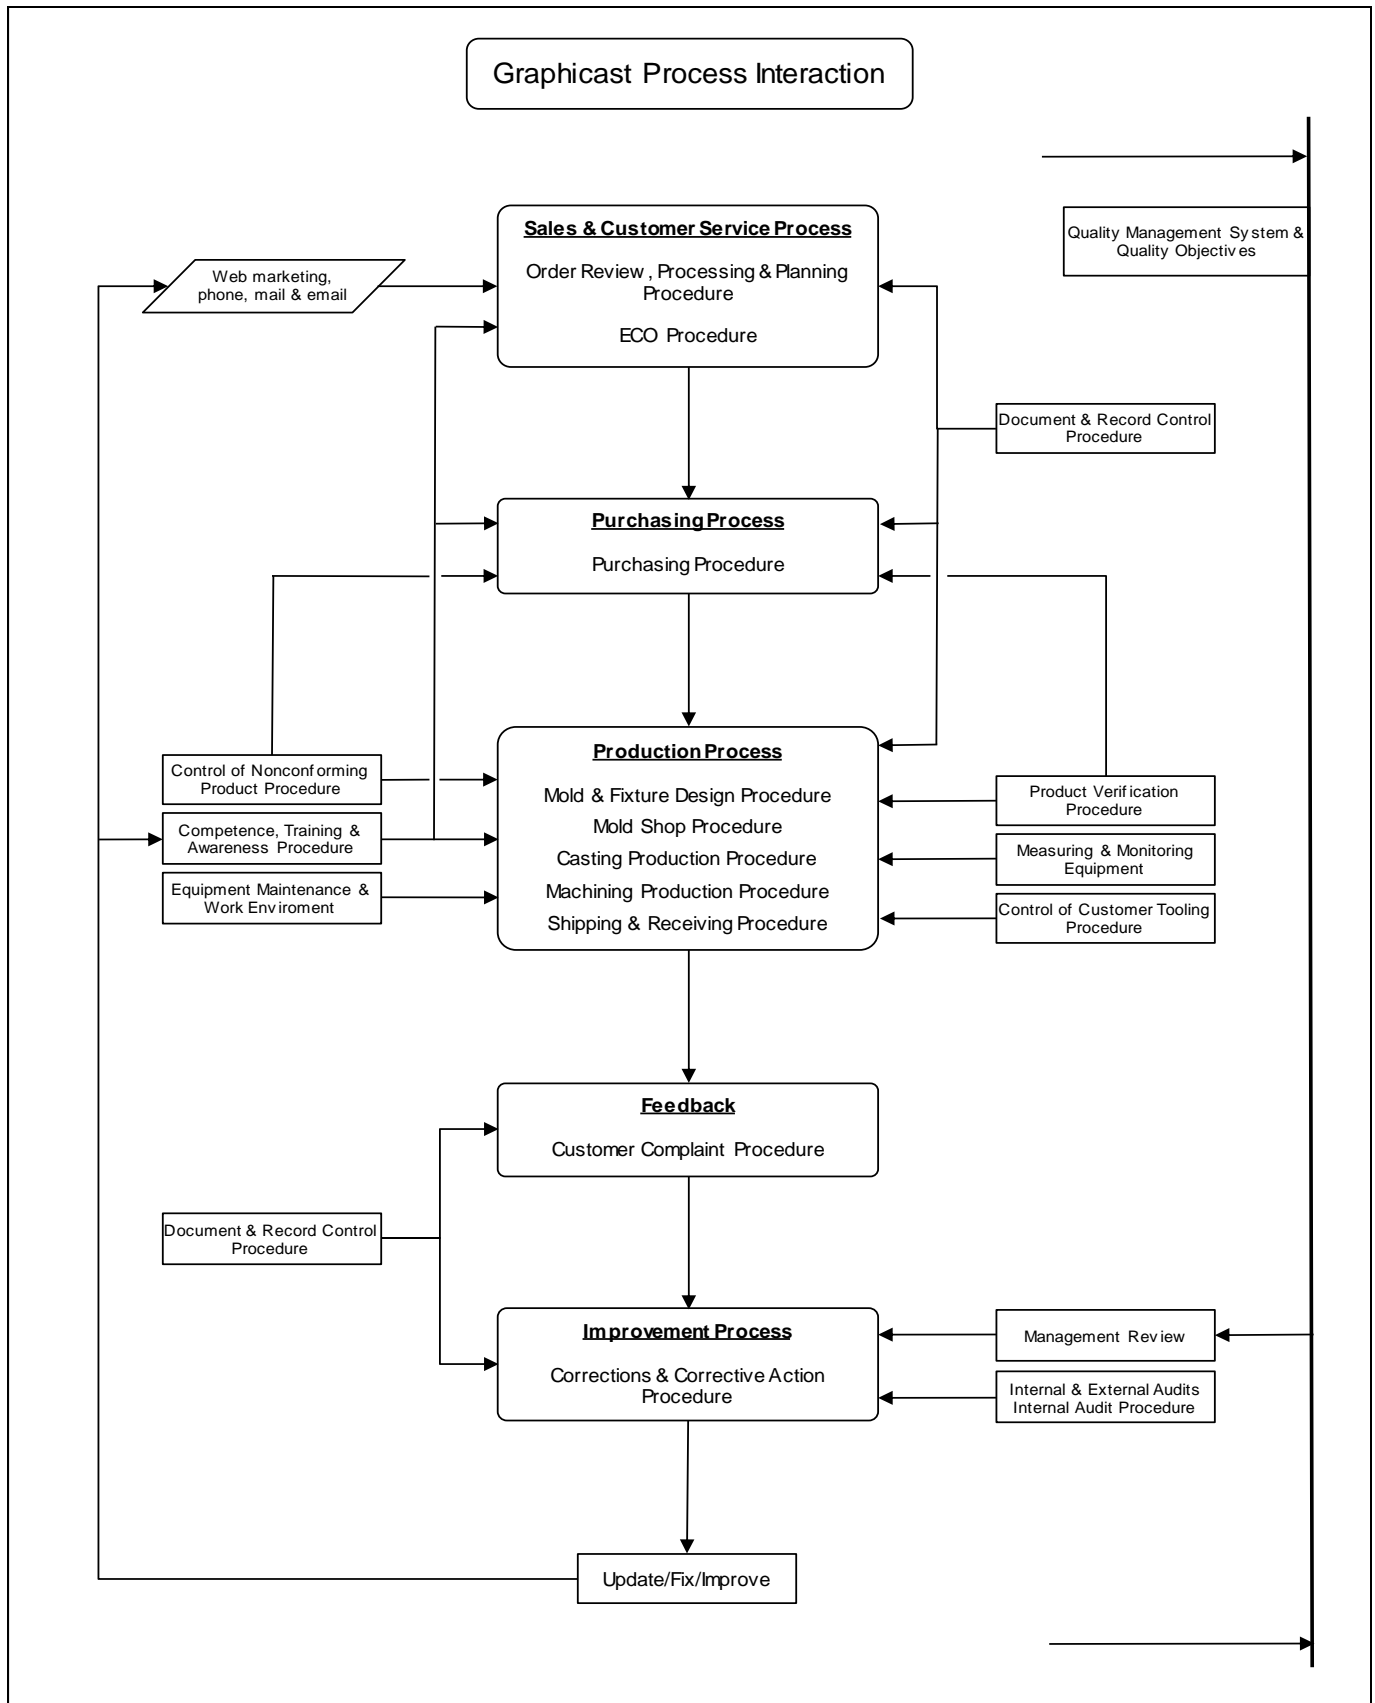 Graphicast Process Interaction
Sales & Customer Service Process
Order Review, Processing & Planning
Procedure
ECO Procedure
Quality Management System &
Quality Objectives
Web marketing,
phone, mail & email
Document & Record Control
Procedure
Purchasing Process
Purchasing Procedure
Production Process
Mold & Fixture Design Procedure
Mold Shop Procedure
Casting Production Procedure
Machining Production Procedure
Shipping & Receiving Procedure
Control of Nonconforming
Product Procedure
Competence, Training &
Awareness Procedure
Equipment Maintenance &
Work Enviroment
Product Verification
Procedure
Measuring & Monitoring
Equipment
Control of Customer Tooling
Procedure
Feedback
Customer Complaint Procedure
Document & Record Control
Procedure
Improvement Process
Corrections & Corrective Action
Procedure
Management Review
Internal & External Audits
Internal Audit Procedure
Update/Fix/Improve